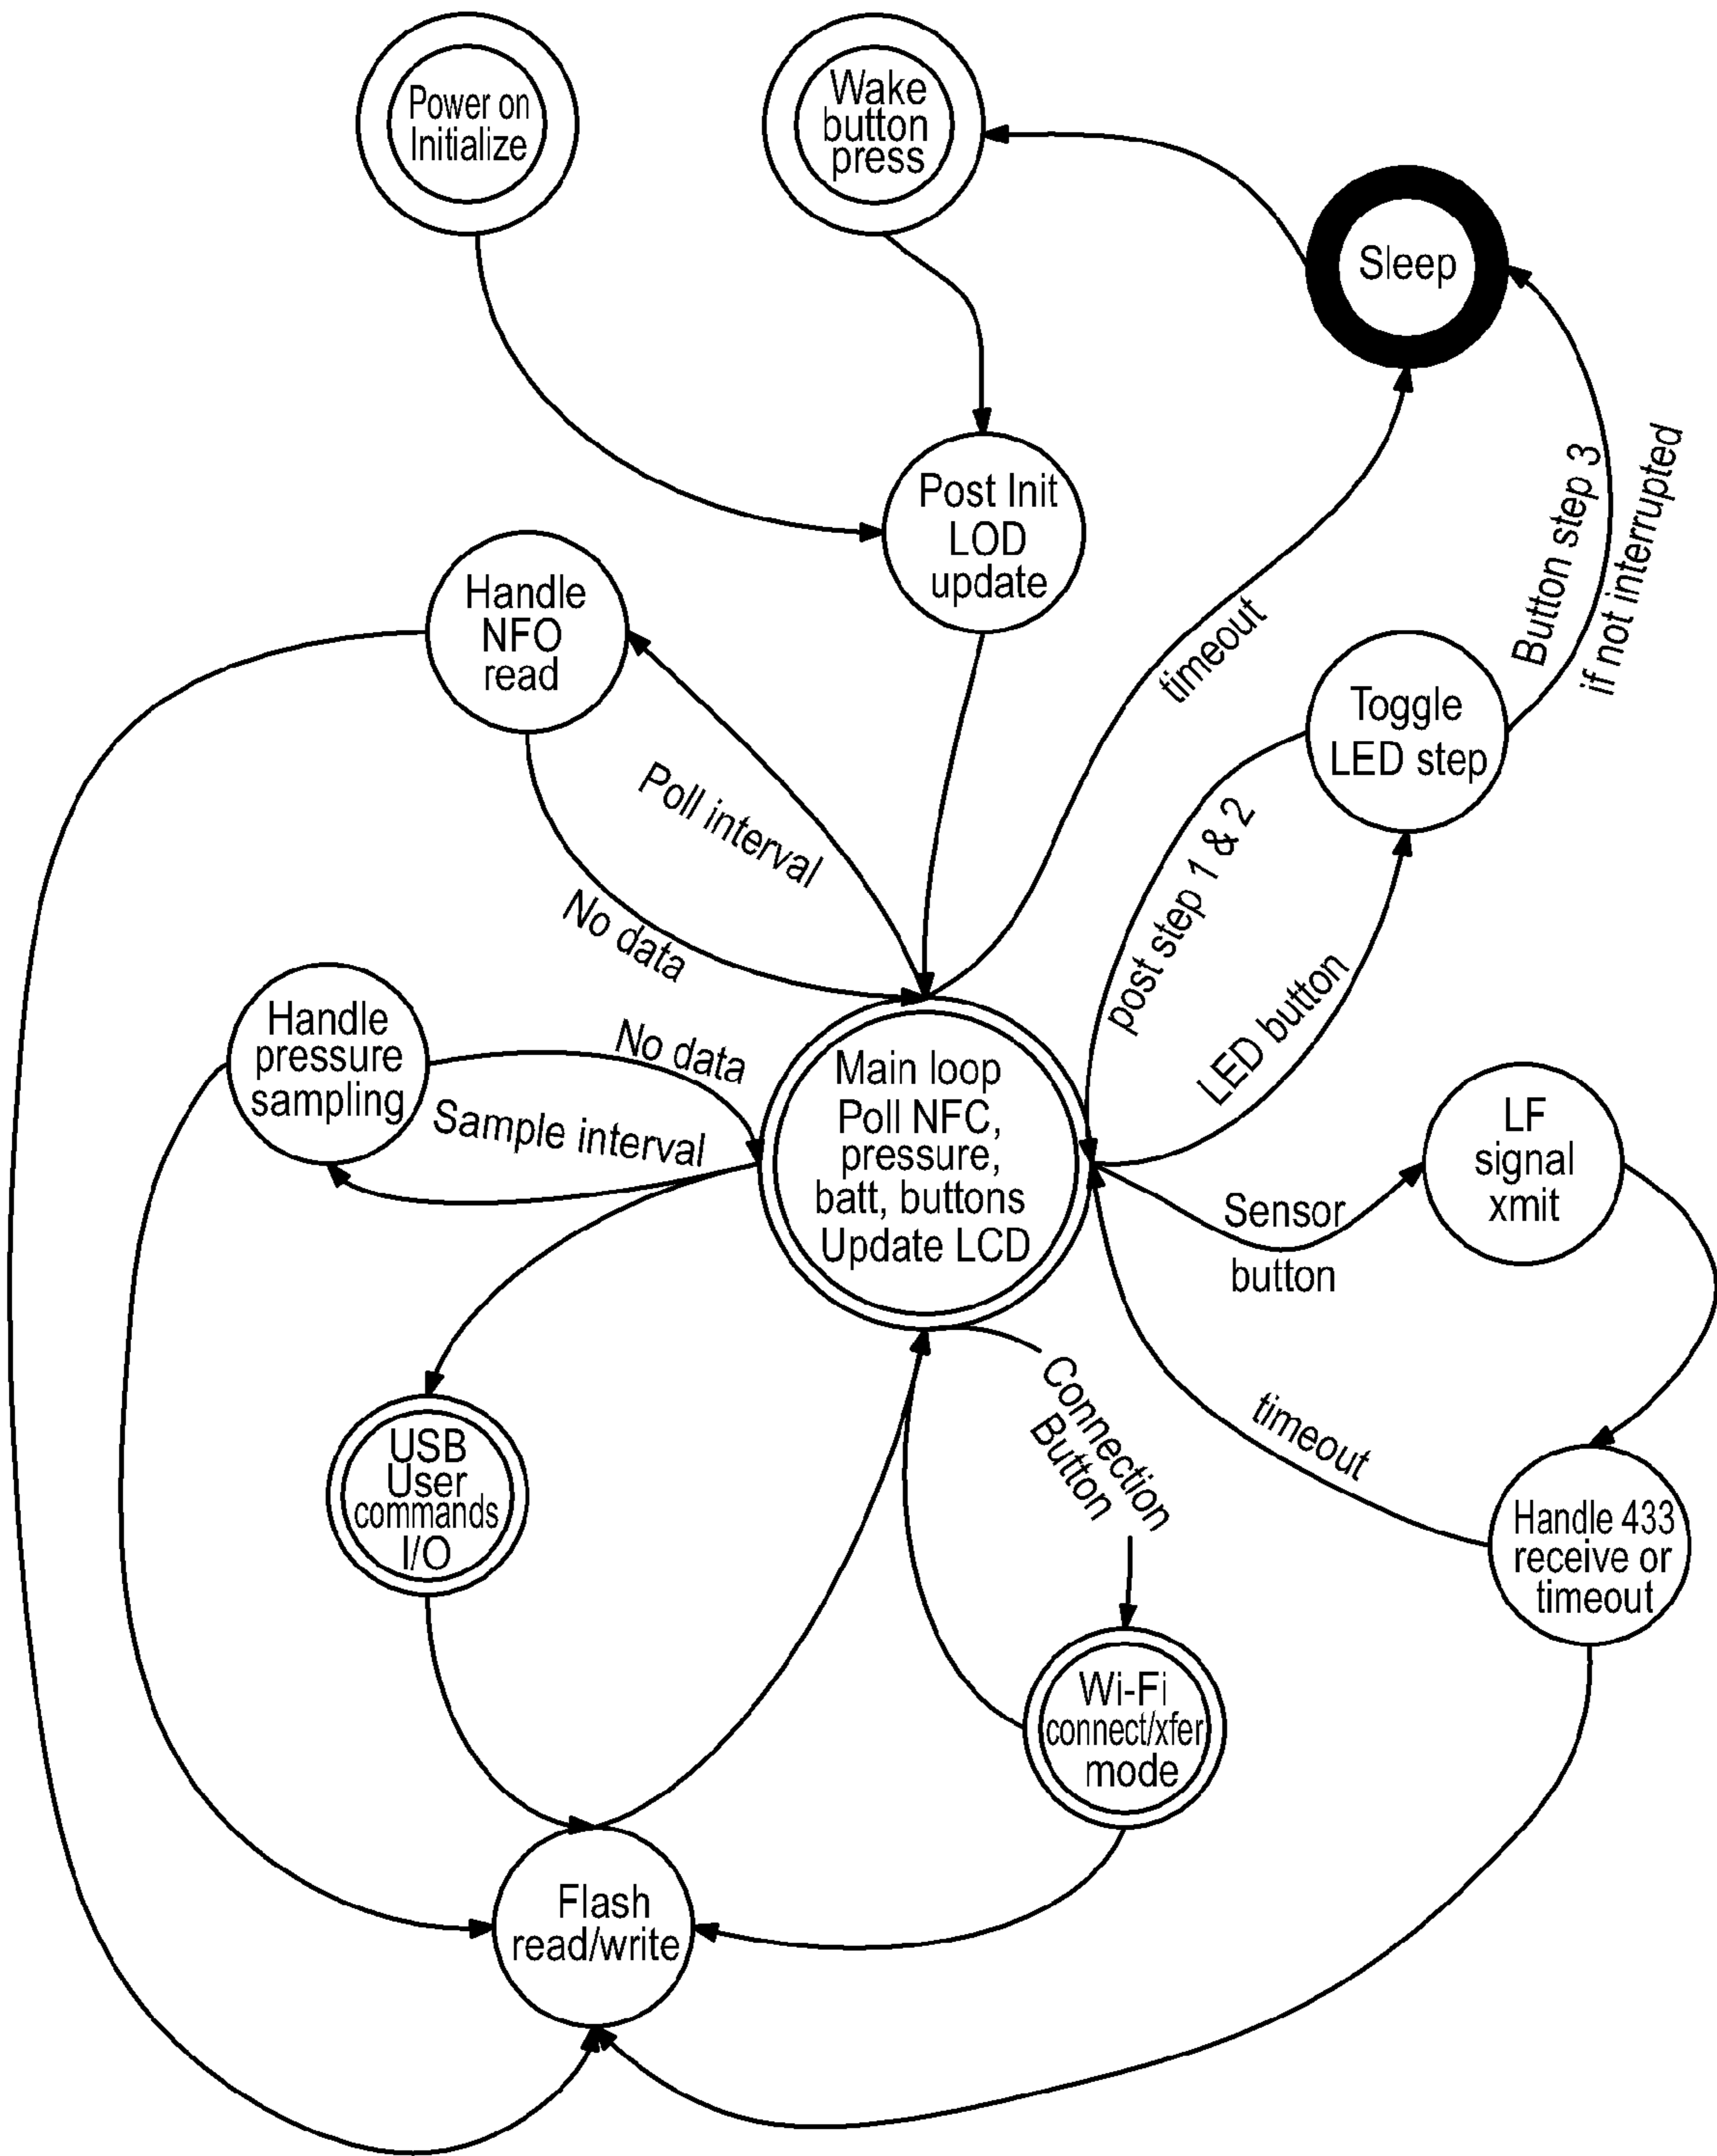 Power on
Initialize
Wake
button
press
Sleep
Post Init
LOD
update
Handle
NFO
read
timeout
Button step 3
if not interrupted
Toggle
LED step
Poll interval
No data
post step 1 & 2
LED button
Handle
pressure
sampling
No data
Sample interval
Main loop
Poll NFC,
pressure,
batt, buttons
Update LCD
LF
signal
xmit
Sensor
button
Connection
Button
timeout
USB
User
commands
I/O
Handle 433
receive or
timeout
Wi-Fi
connect/xfer
mode
Flash
read/write